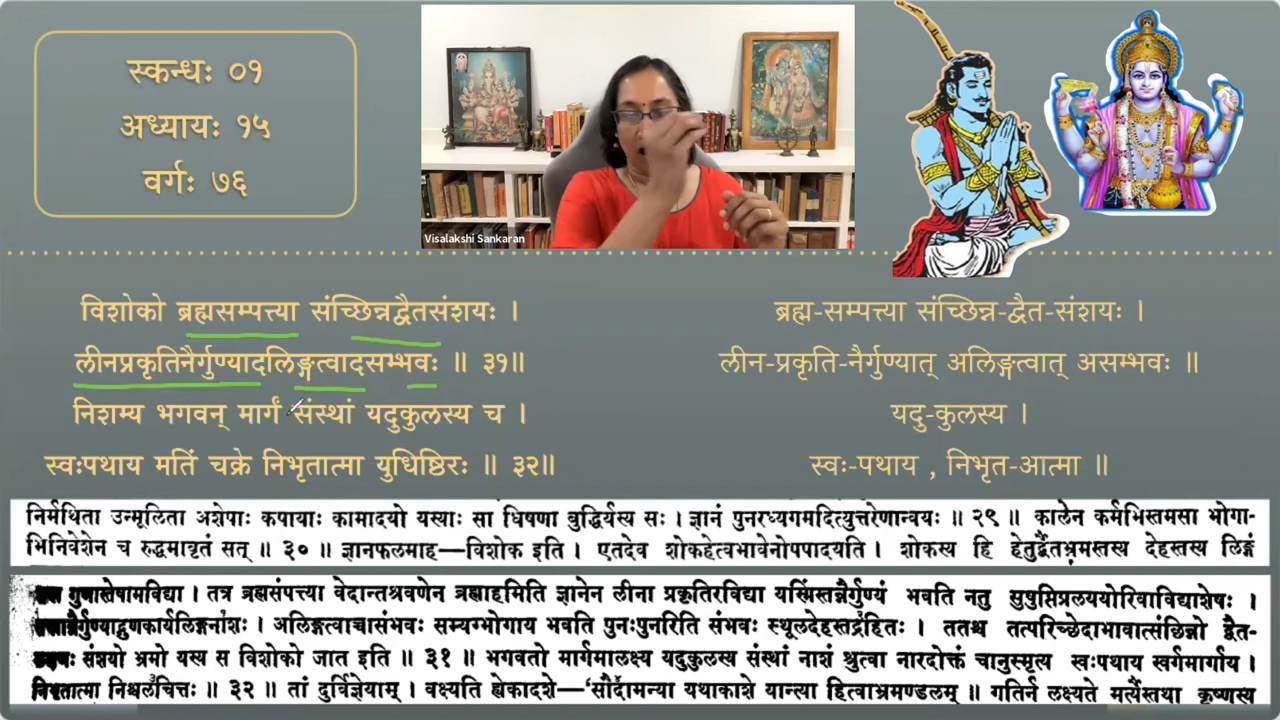 स्कन्धः ०१
अध्यायः १५
वर्गः ७६
Visalakshi Sankaran
विशोको ब्रह्मसम्पत्त्या संच्छिन्नद्वैतसंशयः ।
लीनप्रकृतिनैर्गुण्यादलिङ्गत्वादसम्भवः ॥ ३१॥
निशम्य भगवन् मार्गं संस्थां यदुकुलस्य च ।
स्वःपथाय मतिं चक्रे निभृतात्मा युधिष्ठिरः ॥ ३२॥
ब्रह्म-सम्पत्त्या संच्छिन्न-द्वैत-संशयः ।
लीन-प्रकृति-नैर्गुण्यात् अलिङ्गत्वात् असम्भवः ॥
यदु-कुलस्य ।
स्वः-पथाय , निभृत-आत्मा ॥
निर्मथिता उन्मूलिता अशेषाः कषायाः कामादयो यस्याः सा धिषणा बुद्धिर्यस्य सः । ज्ञानं पुनरध्यगमदित्युत्तरेणान्वयः ॥ २९ ॥ कालेन कर्मभिस्तमसा भोगा-
भिनिवेशेन च रुद्धमावृतं सत् ॥ ३० ॥ ज्ञानफलमाह—विशोक इति । एतदेव शोकहेत्वभावेनोपपादयति । शोकस्य हि हेतुर्द्वैतभ्रमस्तस्य देहस्तस्य लिङ्गं
गुणास्तेषामविद्या । तत्र ब्रह्मसंपत्त्या वेदान्तश्रवणेन ब्रह्माहमिति ज्ञानेन लीना प्रकृतिरविद्या यस्मिंस्तन्नैर्गुण्यं भवति नतु सुषुप्तिप्रलययोरिवाविद्याशेषः ।
अलिङ्गत्वाच्चासंभवः सम्यग्भोगाय भवति पुनःपुनरिति संभवः स्थूलदेहस्तद्रहितः । ततश्च तत्परिच्छेदाभावात्संछिन्नो द्वैत-
संशयो भ्रमो यस्य स विशोको जात इति ॥ ३१ ॥ भगवतो मार्गमालक्ष्य यदुकुलस्य संस्थां नाशं श्रुत्वा नारदोक्तं चानुस्मृत्य स्वःपथाय स्वर्गमार्गाय ।
निभृतात्मा निश्चलचित्तः ॥ ३२ ॥ तां दुर्विज्ञेयाम् । वक्ष्यति ह्येकादशे—'सौदामन्या यथाकाशे यान्त्या हित्वाभ्रमण्डलम् ॥ गतिर्न लक्ष्यते मर्त्यैस्तथा कृष्णस्य